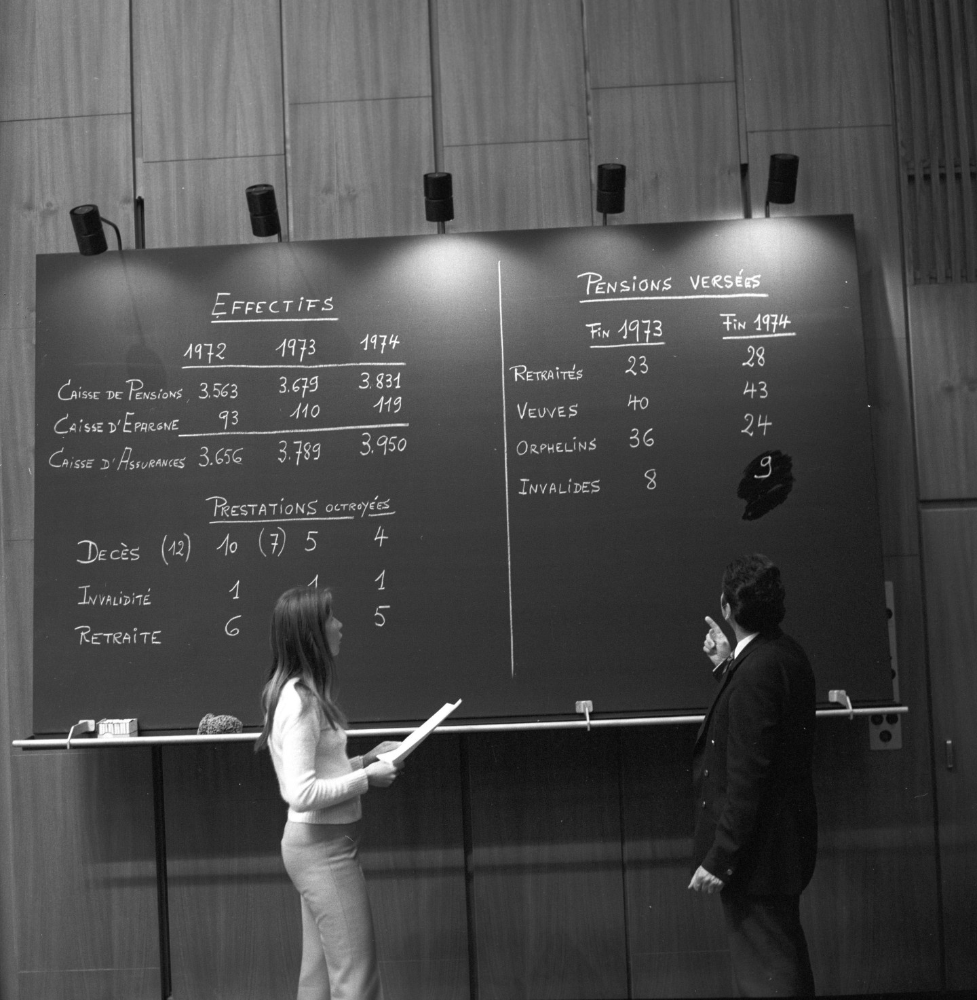 EFFECTIFS
1972 1973 1974
CAISSE DE PENSIONS 3.563 3.679 3.831
CAISSE D'EPARGNE 93 110 119
CAISSE D'ASSURANCES 3.656 3.789 3.950
PRESTATIONS OCTROYÉES
DECÈS (12) 10 (7) 5 4
INVALIDITÉ 1 1 1
RETRAITE 6 5
PENSIONS VERSÉES
FIN 1973 FIN 1974
RETRAITÉS 23 28
VEUVES 40 43
ORPHELINS 36 24
INVALIDES 8 9